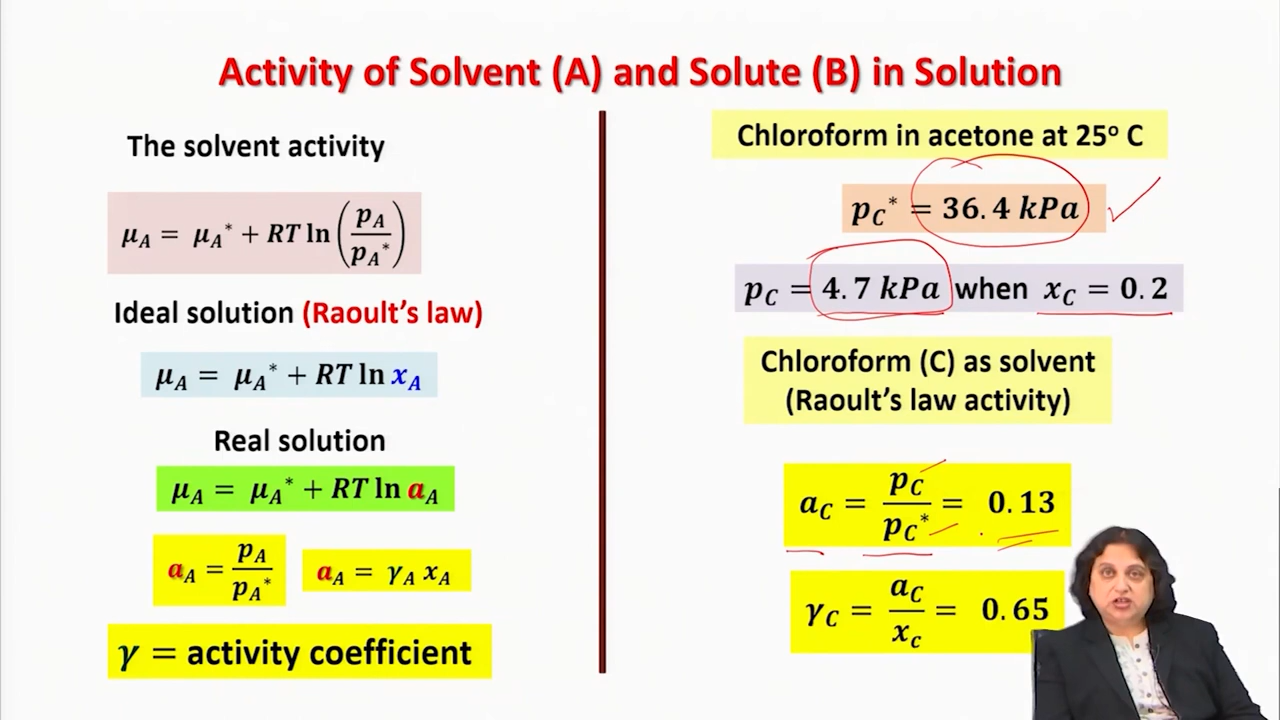 Activity of Solvent (A) and Solute (B) in Solution
The solvent activity
μ_A = μ_A* + RT ln(p_A / p_A*)
Ideal solution (Raoult's law)
μ_A = μ_A* + RT ln x_A
Real solution
μ_A = μ_A* + RT ln a_A
a_A = p_A / p_A*
a_A = γ_A x_A
γ = activity coefficient
Chloroform in acetone at 25° C
p_C* = 36.4 kPa
p_C = 4.7 kPa when x_C = 0.2
Chloroform (C) as solvent
(Raoult's law activity)
a_C = p_C / p_C* = 0.13
γ_C = a_C / x_c = 0.65